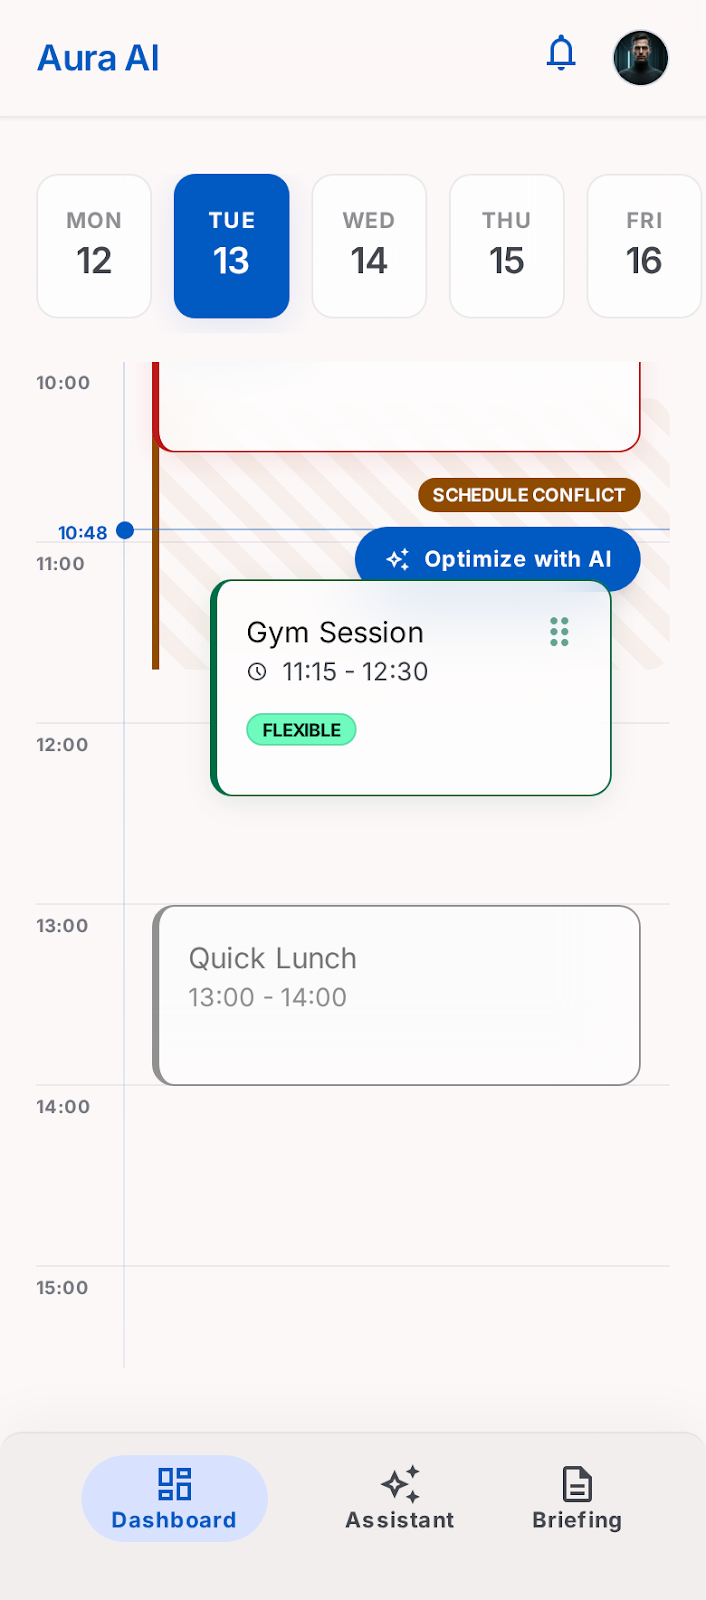 Aura AI
MON
12
TUE
13
WED
14
THU
15
FRI
16
10:00
SCHEDULE CONFLICT
10:48
11:00
Optimize with AI
Gym Session
11:15 - 12:30
FLEXIBLE
12:00
13:00
Quick Lunch
13:00 - 14:00
14:00
15:00
Dashboard
Assistant
Briefing